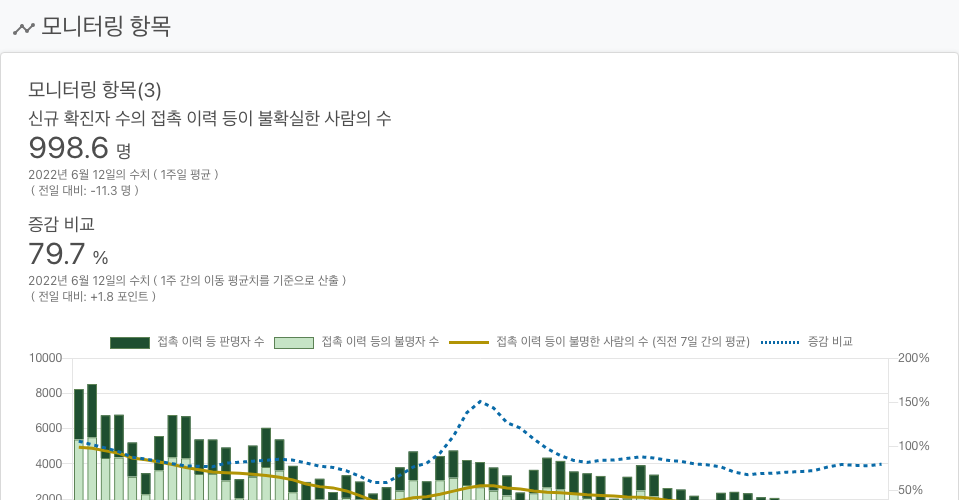 모니터링 항목
모니터링 항목(3)
신규 확진자 수의 접촉 이력 등이 불확실한 사람의 수
998.6 명
2022년 6월 12일의 수치 ( 1주일 평균 )
( 전일 대비: -11.3 명 )
증감 비교
79.7 %
2022년 6월 12일의 수치 ( 1주 간의 이동 평균치를 기준으로 산출 )
( 전일 대비: +1.8 포인트 )
접촉 이력 등 판명자 수 접촉 이력 등의 불명자 수 접촉 이력 등이 불명한 사람의 수 (직전 7일 간의 평균) 증감 비교
10000 200%
8000 150%
6000 100%
4000 50%
2000